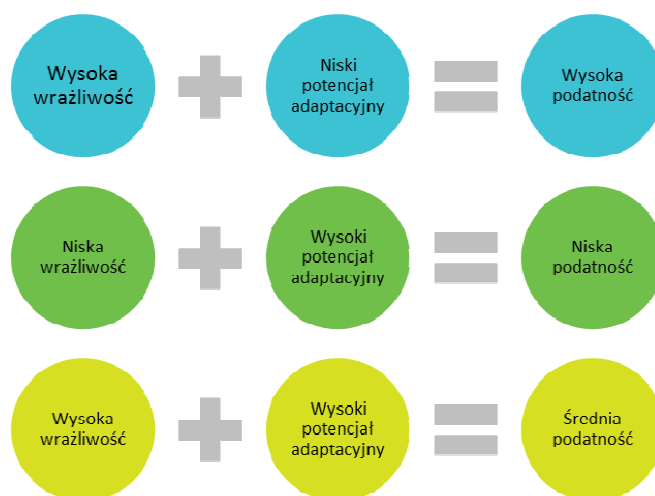 Wysoka
wrażliwość
Niski
potencjał
adaptacyjny
Wysoka
podatność
Niska
wrażliwość
Wysoki
potencjał
adaptacyjny
Niska
podatność
Wysoka
wrażliwość
Wysoki
potencjał
adaptacyjny
Średnia
podatność